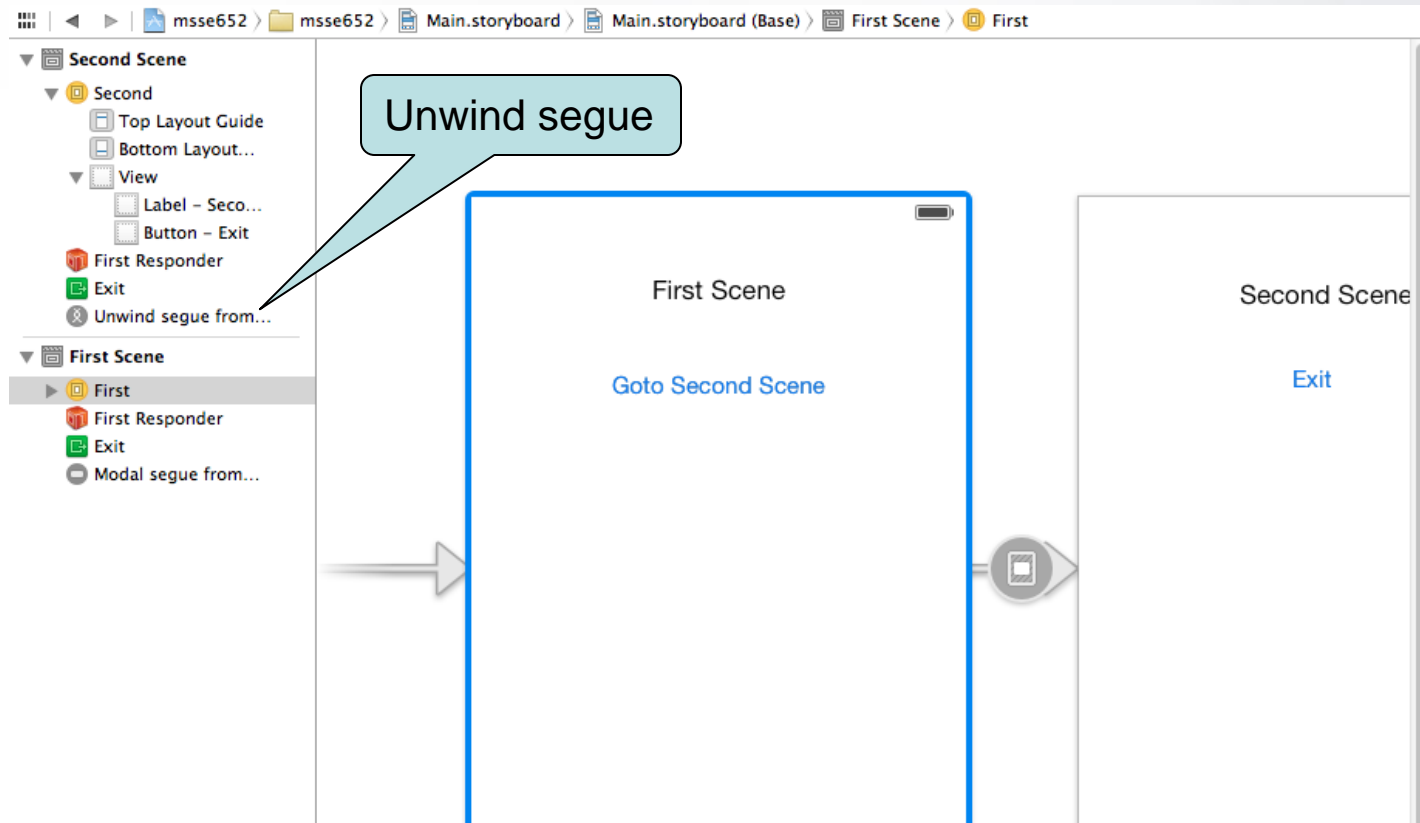 msse652 msse652 Main.storyboard Main.storyboard (Base) First Scene First
Second Scene
Second
Top Layout Guide
Bottom Layout...
View
Label – Seco...
Button – Exit
First Responder
Exit
Unwind segue from...
First Scene
First
First Responder
Exit
Modal segue from...
Unwind segue
First Scene
Goto Second Scene
Second Scene
Exit